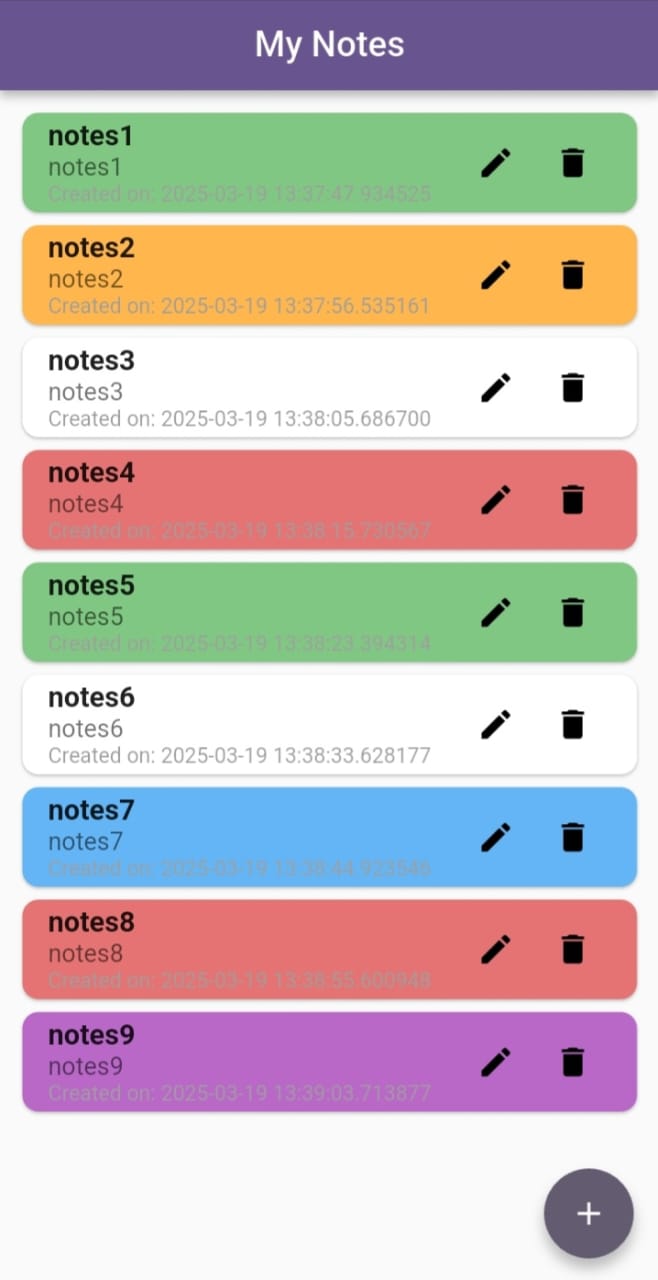 My Notes
notes1
notes1
Created on: 2025-03-19 13:37:47.934525
notes2
notes2
Created on: 2025-03-19 13:37:56.535161
notes3
notes3
Created on: 2025-03-19 13:38:05.686700
notes4
notes4
Created on: 2025-03-19 13:38:15.730567
notes5
notes5
Created on: 2025-03-19 13:38:23.394314
notes6
notes6
Created on: 2025-03-19 13:38:33.628177
notes7
notes7
Created on: 2025-03-19 13:38:44.923546
notes8
notes8
Created on: 2025-03-19 13:38:55.600948
notes9
notes9
Created on: 2025-03-19 13:39:03.713877